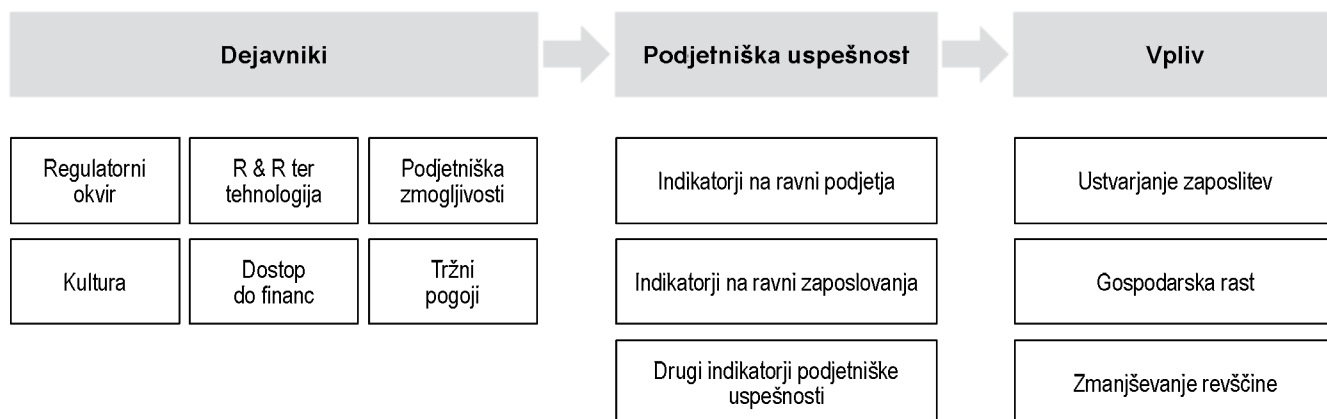 Dejavniki
Podjetniška uspešnost
Vpliv
Regulatorni
okvir
R & R ter
tehnologija
Podjetniška
zmogljivosti
Kultura
Dostop
do financ
Tržni
pogoji
Indikatorji na ravni podjetja
Indikatorji na ravni zaposlovanja
Drugi indikatorji podjetniške
uspešnosti
Ustvarjanje zaposlitev
Gospodarska rast
Zmanjševanje revščine